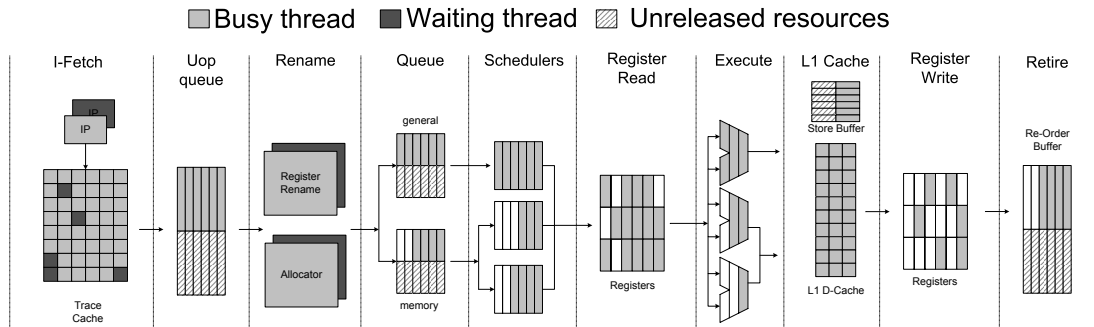 Busy thread
Waiting thread
Unreleased resources
I-Fetch
Uop
queue
Rename
Queue
Schedulers
Register
Read
Execute
L1 Cache
Register
Write
Retire
IP
IP
Trace
Cache
Register
Rename
Allocator
general
memory
Registers
Store Buffer
L1 D-Cache
Registers
Re-Order
Buffer